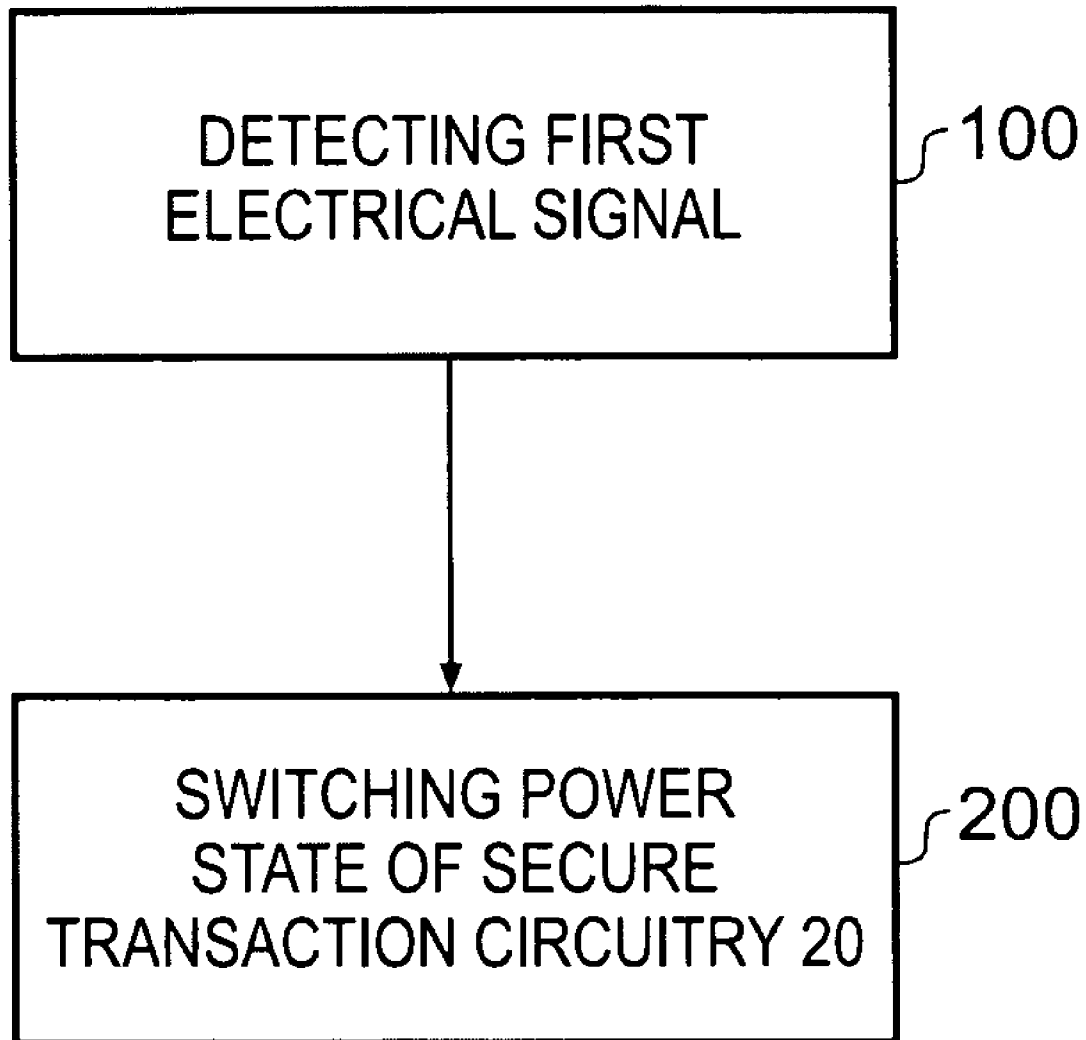 DETECTING FIRST
ELECTRICAL SIGNAL
100
SWITCHING POWER
STATE OF SECURE
TRANSACTION CIRCUITRY 20
200